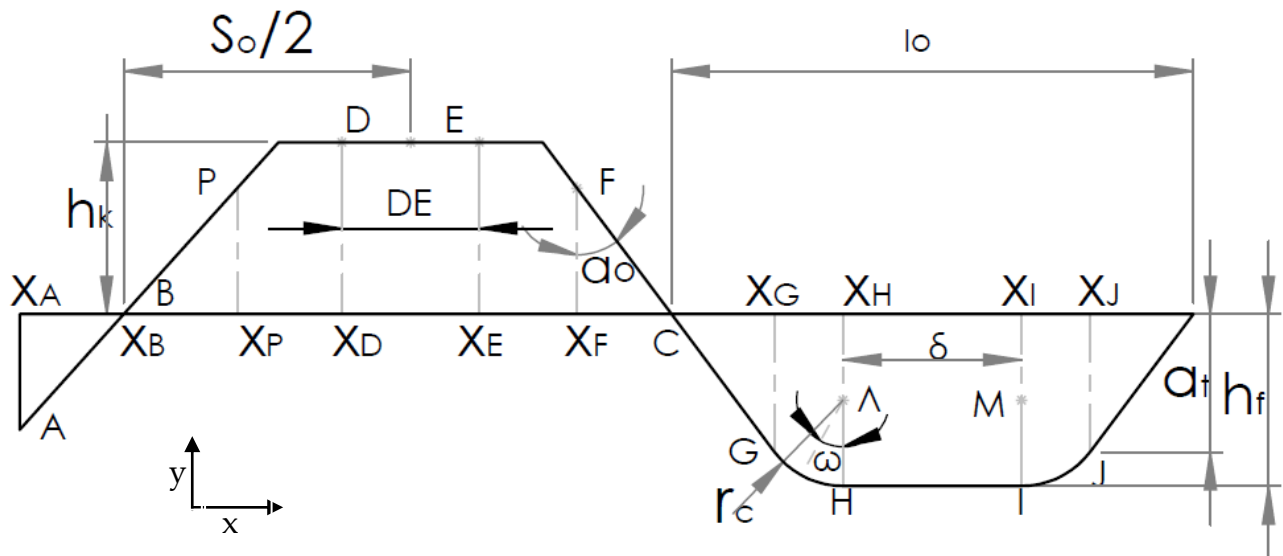 So/2
lo
D
E
P
F
hk
DE
ao
XA
B
XG
XH
XI
XJ
XB
XP
XD
XE
XF
C
δ
at
hf
Λ
M
A
G
ω
J
y
rc
H
I
x